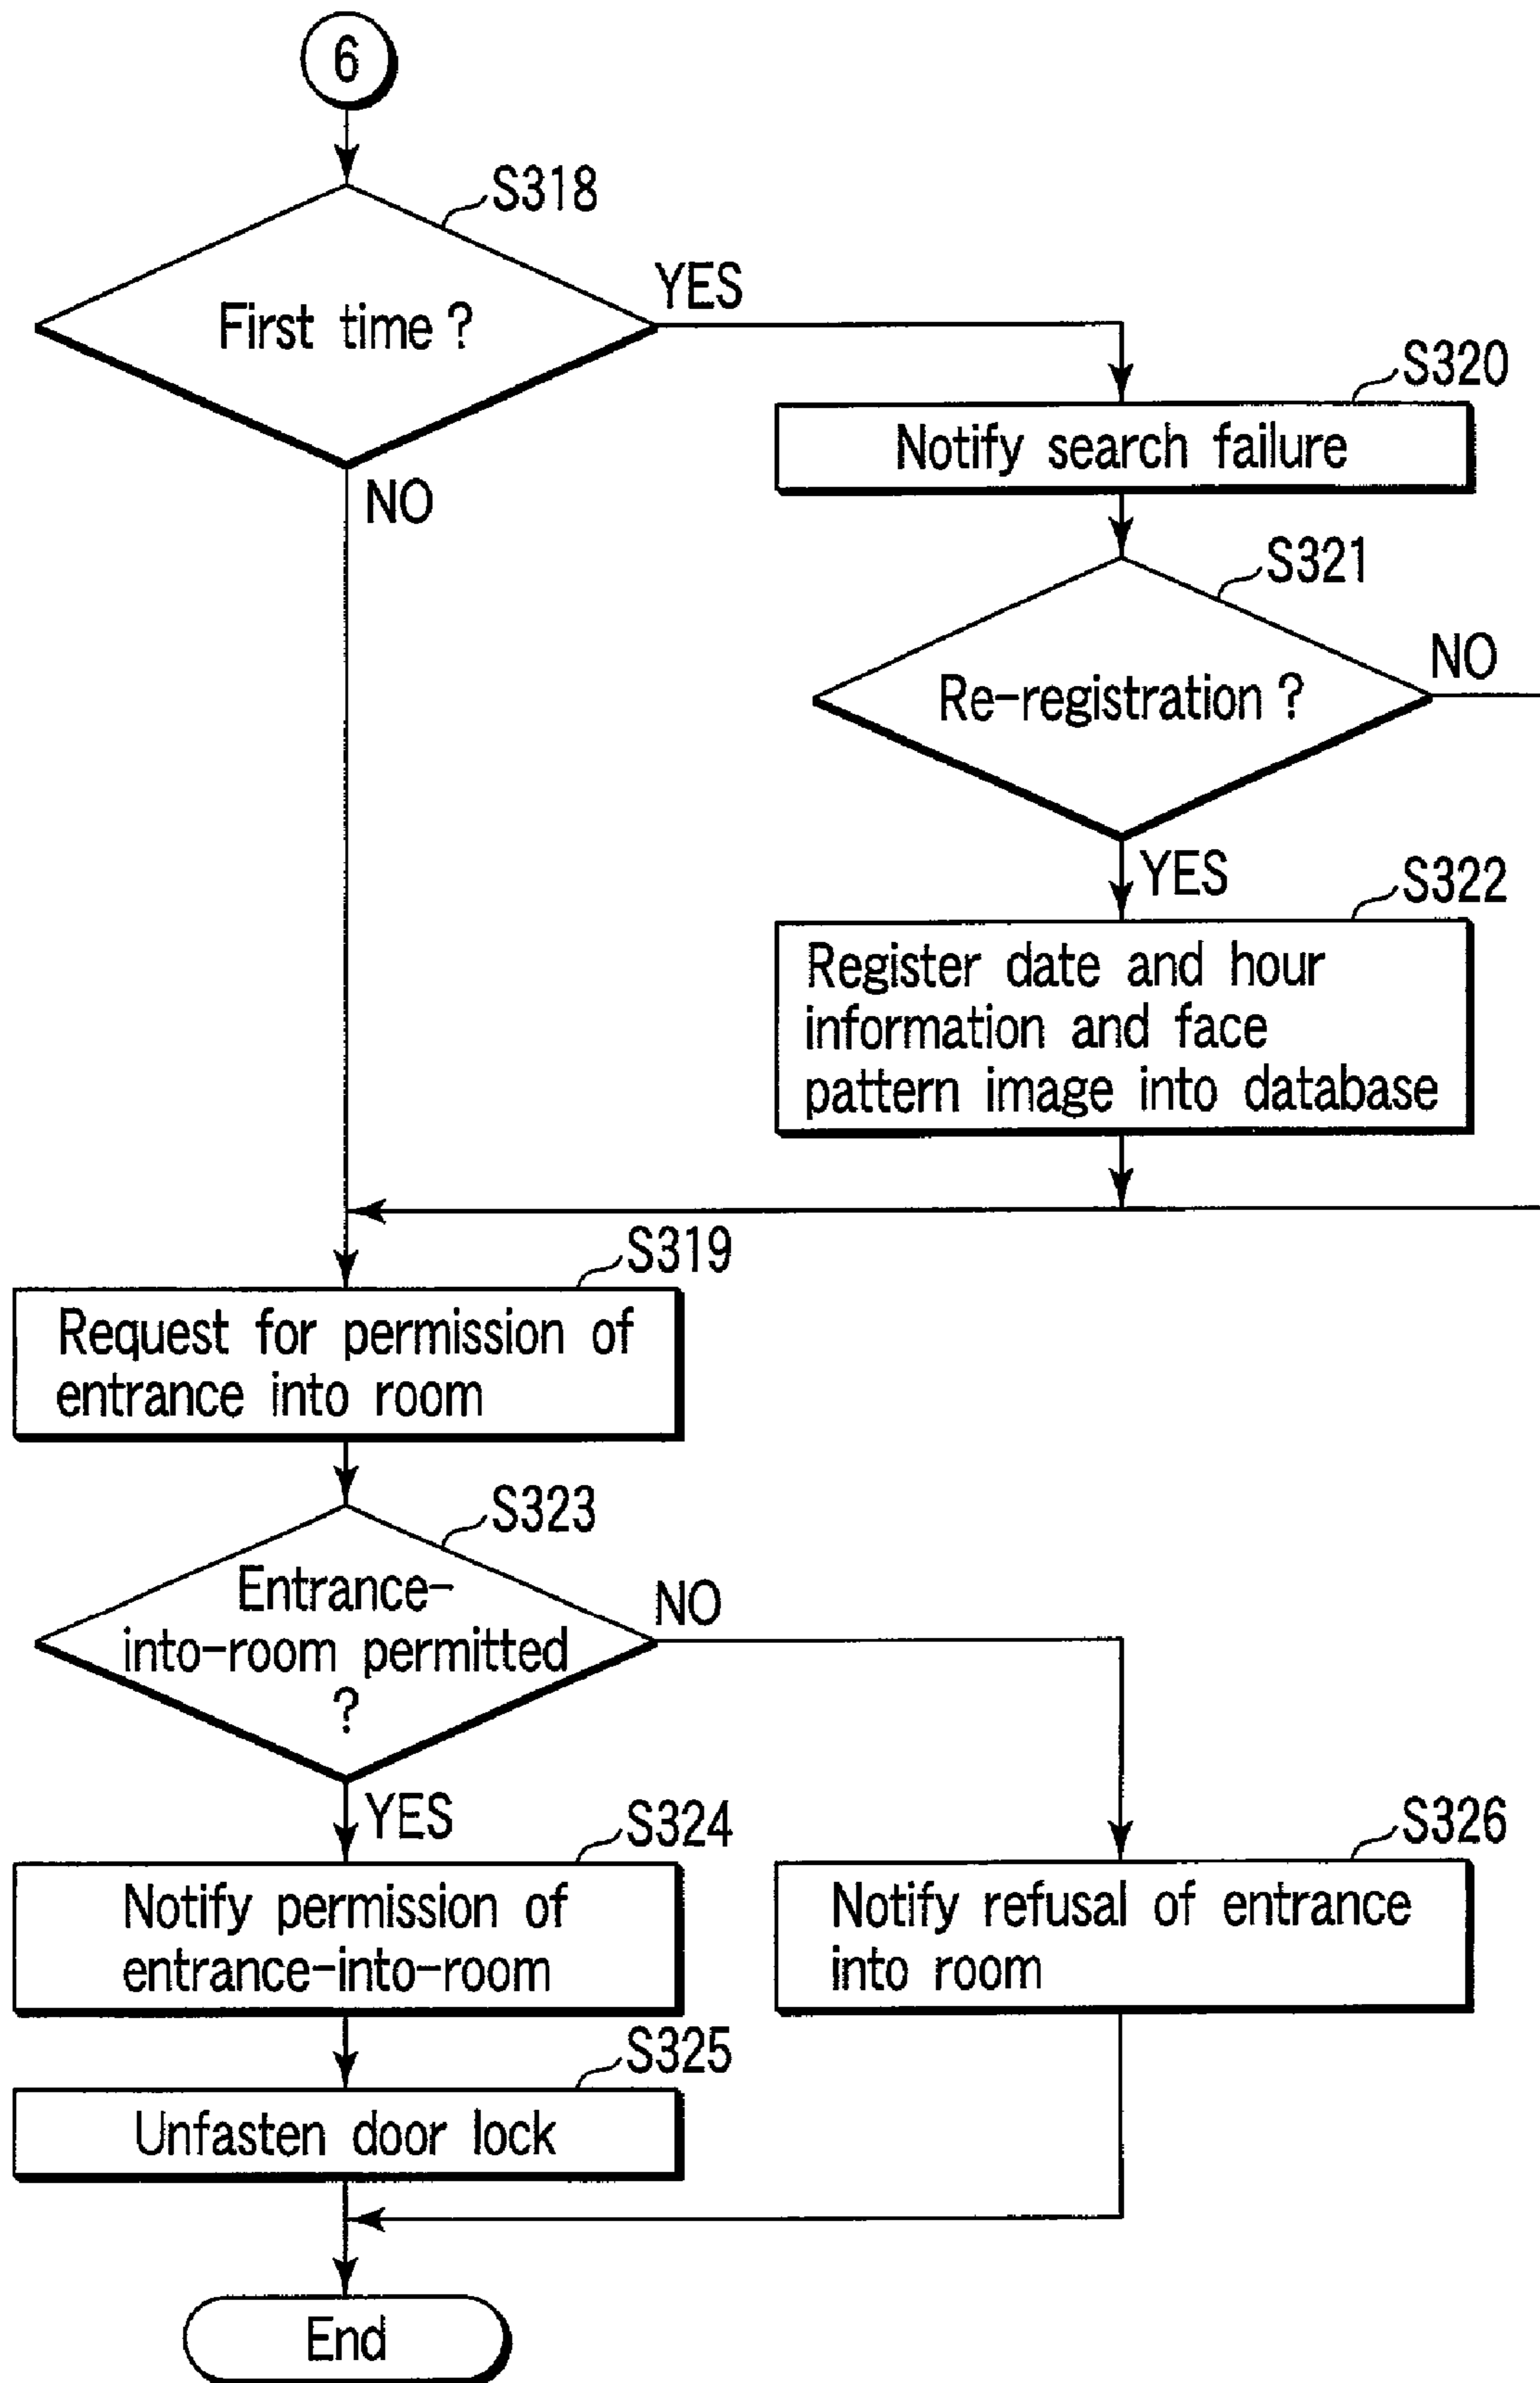 6
S318
First time ?
YES
NO
S320
Notify search failure
S321
Re-registration ?
NO
YES
S322
Register date and hour
information and face
pattern image into database
S319
Request for permission of
entrance into room
S323
Entrance-
into-room permitted
?
NO
YES
S324
Notify permission of
entrance-into-room
S326
Notify refusal of entrance
into room
S325
Unfasten door lock
End